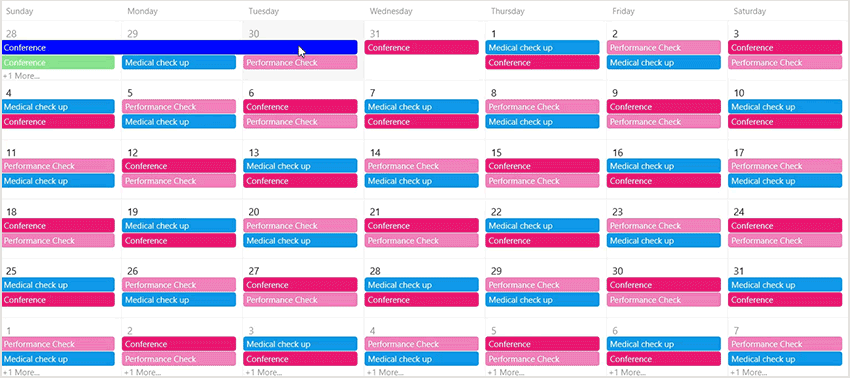 Sunday Monday Tuesday Wednesday Thursday Friday Saturday
28 29 30 31 1 2 3
Conference Conference Medical check up Performance Check Conference
Conference Medical check up Performance Check Conference Medical check up Medical check up
+1 More...
4 5 6 7 8 9 10
Medical check up Performance Check Conference Medical check up Performance Check Conference Medical check up
Conference Medical check up Performance Check Conference Medical check up Performance Check Conference
11 12 13 14 15 16 17
Performance Check Conference Medical check up Performance Check Conference Medical check up Performance Check
Medical check up Performance Check Conference Medical check up Performance Check Conference Medical check up
18 19 20 21 22 23 24
Conference Medical check up Performance Check Conference Medical check up Performance Check Conference
Performance Check Conference Medical check up Performance Check Conference Medical check up Performance Check
25 26 27 28 29 30 31
Medical check up Performance Check Conference Medical check up Performance Check Conference Medical check up
Conference Medical check up Performance Check Conference Medical check up Performance Check Conference
1 2 3 4 5 6 7
Performance Check Conference Medical check up Performance Check Conference Medical check up Performance Check
Medical check up Performance Check Conference Medical check up Performance Check Conference Medical check up
+1 More... +1 More... +1 More... +1 More... +1 More... +1 More... +1 More...